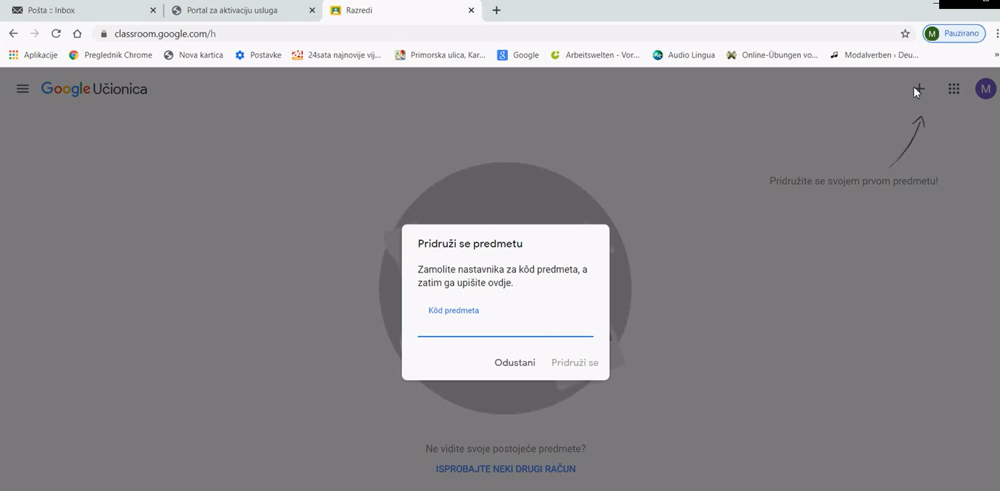 Pošta :: Inbox
Portal za aktivaciju usluga
Razredi
classroom.google.com/h
M
Pauzirano
Aplikacije
Preglednik Chrome
Nova kartica
Postavke
24sata najnovije vij...
Primorska ulica, Kar...
Google
Arbeitswelten - Vor...
Audio Lingua
Online-Übungen vo...
Modalverben › Deu...
Google Učionica
M
Pridružite se svojem prvom predmetu!
Pridruži se predmetu
Zamolite nastavnika za kôd predmeta, a
zatim ga upišite ovdje.
Kôd predmeta
Odustani
Pridruži se
Ne vidite svoje postojeće predmete?
ISPROBAJTE NEKI DRUGI RAČUN